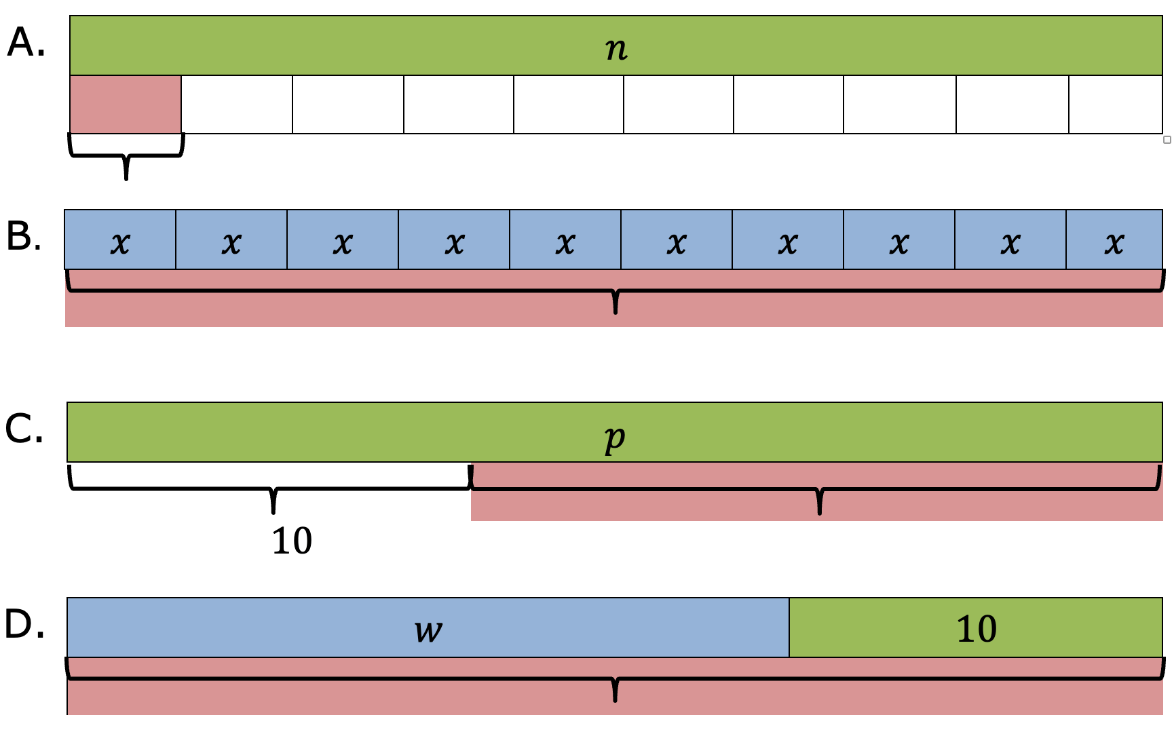 A. n
B. x x x x x x x x x x
C. p
10
D. w 10